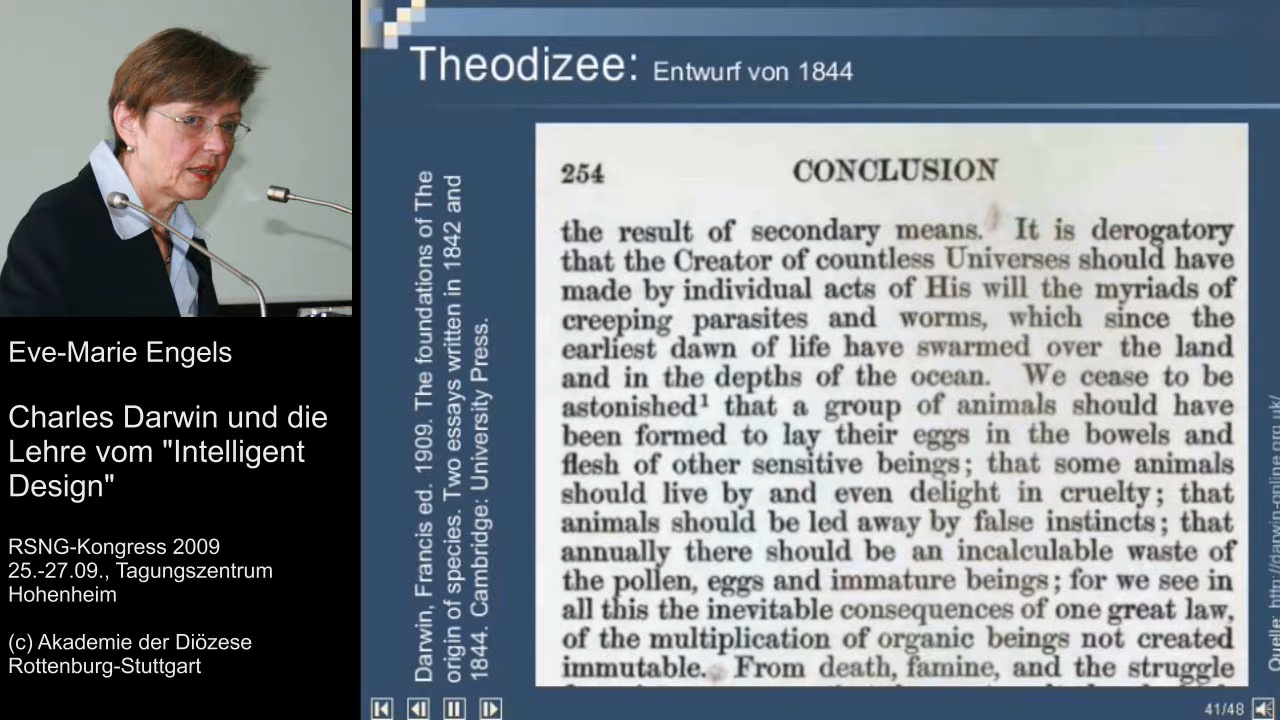 Theodizee: Entwurf von 1844
Eve-Marie Engels
Charles Darwin und die
Lehre vom "Intelligent
Design"
RSNG-Kongress 2009
25.-27.09., Tagungszentrum
Hohenheim
(c) Akademie der Diözese
Rottenburg-Stuttgart
Darwin, Francis ed. 1909. The foundations of The
origin of species. Two essays written in 1842 and
1844. Cambridge: University Press.
254 CONCLUSION
the result of secondary means. It is derogatory
that the Creator of countless Universes should have
made by individual acts of His will the myriads of
creeping parasites and worms, which since the
earliest dawn of life have swarmed over the land
and in the depths of the ocean. We cease to be
astonished¹ that a group of animals should have
been formed to lay their eggs in the bowels and
flesh of other sensitive beings; that some animals
should live by and even delight in cruelty; that
animals should be led away by false instincts; that
annually there should be an incalculable waste of
the pollen, eggs and immature beings; for we see in
all this the inevitable consequences of one great law,
of the multiplication of organic beings not created
immutable. From death, famine, and the struggle
Quelle: http://darwin-online.org.uk/
41/48